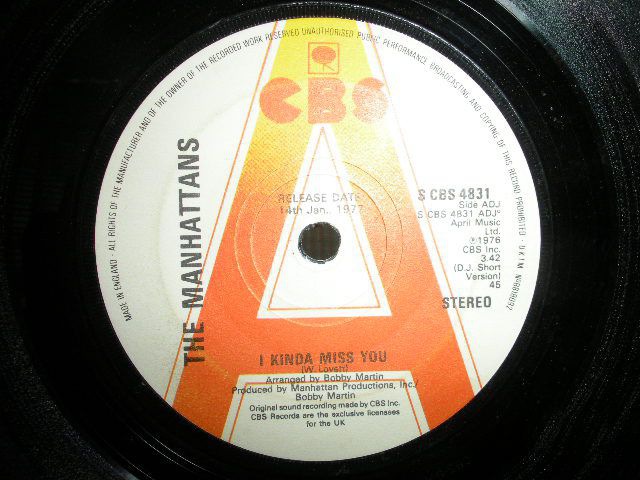 MADE IN ENGLAND · ALL RIGHTS OF THE MANUFACTURER AND OF THE OWNER OF THE RECORDED WORK RESERVED UNAUTHORISED PUBLIC PERFORMANCE BROADCASTING AND COPYING OF THIS RECORD PROHIBITED
CBS
THE MANHATTANS
RELEASE DATE
14th Jan., 1977
S CBS 4831
Side ADJ
S CBS 4831 ADJ°
April Music
Ltd.
℗1976
CBS Inc.
3.42
(D.J. Short
Version)
45
STEREO
I KINDA MISS YOU
(W. Lovett)
Arranged by Bobby Martin
Produced by Manhattan Productions, Inc./
Bobby Martin
Original sound recording made by CBS Inc.
CBS Records are the exclusive licensees
for the UK